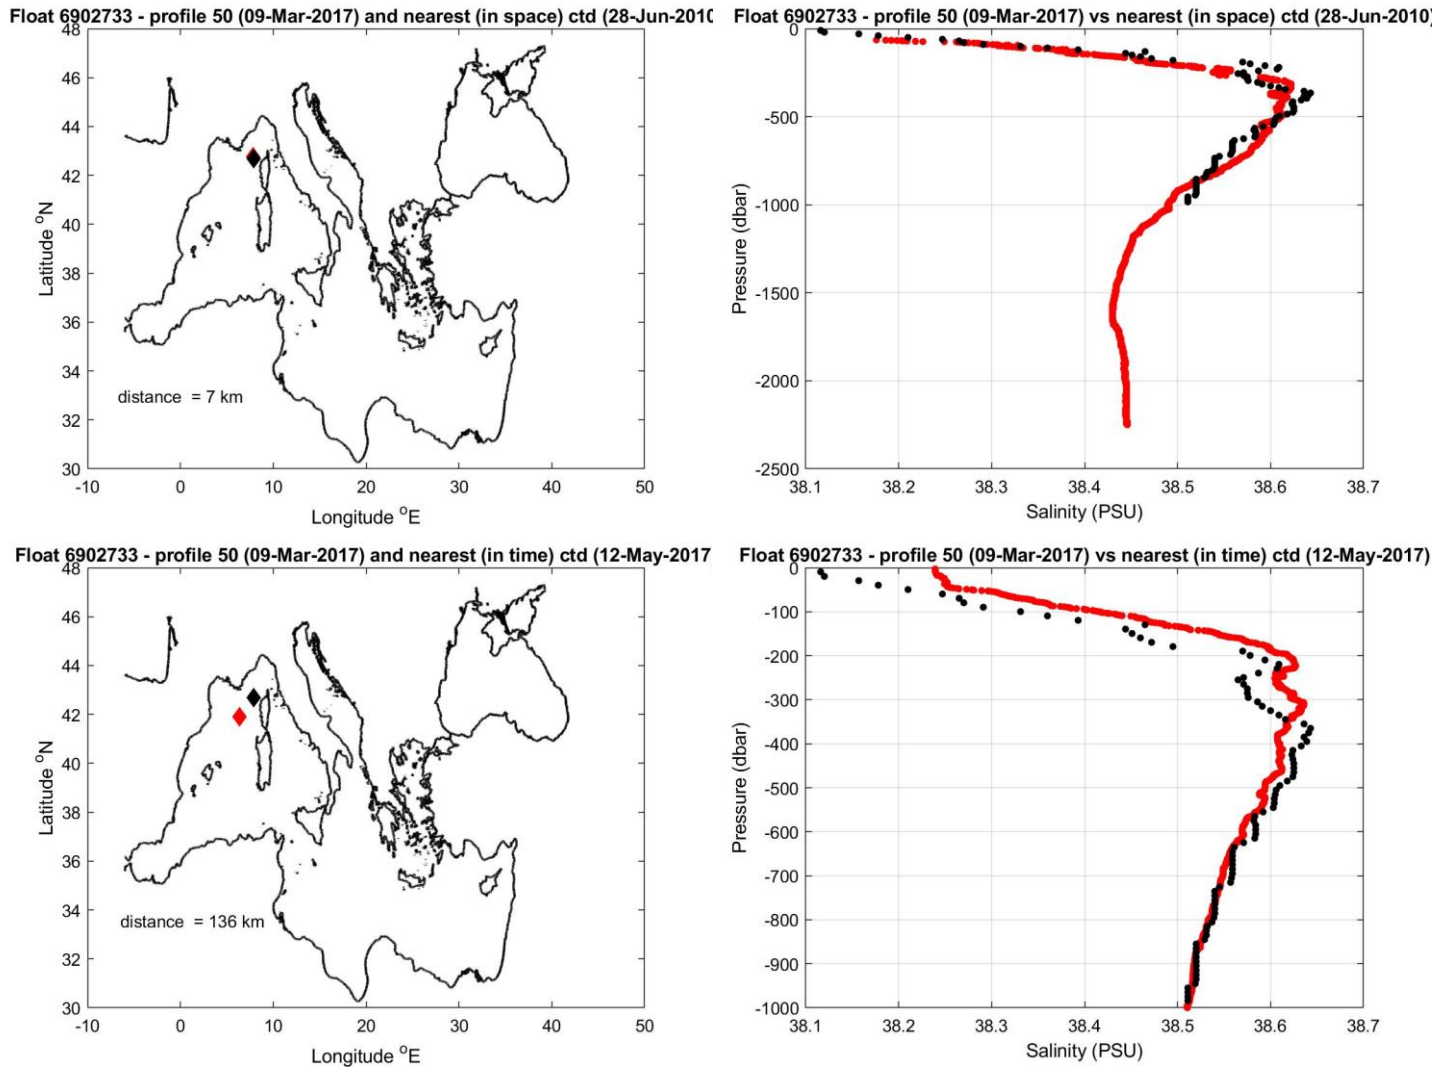 Float 6902733 - profile 50 (09-Mar-2017) and nearest (in space) ctd (28-Jun-2010
48
46
44
42
40
38
36
34
32
30
Latitude °N
distance = 7 km
-10 0 10 20 30 40 50
Longitude °E
Float 6902733 - profile 50 (09-Mar-2017) vs nearest (in space) ctd (28-Jun-2010)
0
-500
-1000
-1500
-2000
-2500
Pressure (dbar)
38.1 38.2 38.3 38.4 38.5 38.6 38.7
Salinity (PSU)
Float 6902733 - profile 50 (09-Mar-2017) and nearest (in time) ctd (12-May-2017
48
46
44
42
40
38
36
34
32
30
Latitude °N
distance = 136 km
-10 0 10 20 30 40 50
Longitude °E
Float 6902733 - profile 50 (09-Mar-2017) vs nearest (in time) ctd (12-May-2017)
0
-100
-200
-300
-400
-500
-600
-700
-800
-900
-1000
Pressure (dbar)
38.1 38.2 38.3 38.4 38.5 38.6 38.7
Salinity (PSU)